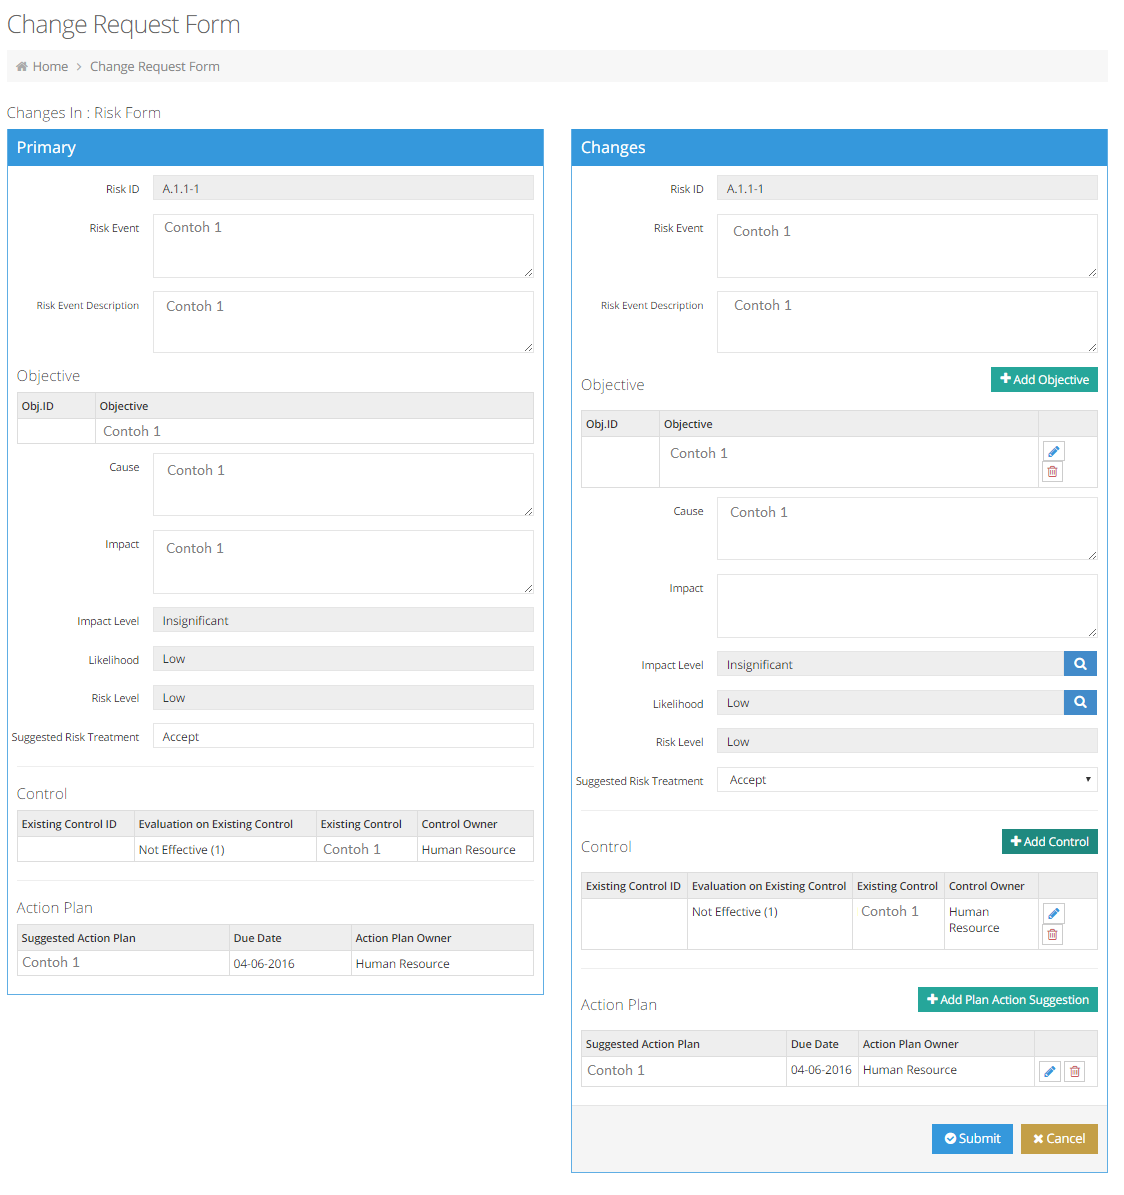 Change Request Form
Home > Change Request Form
Changes In : Risk Form
Primary
Risk ID A.1.1-1
Risk Event Contoh 1
Risk Event Description Contoh 1
Objective
Obj.ID Objective
Contoh 1
Cause Contoh 1
Impact Contoh 1
Impact Level Insignificant
Likelihood Low
Risk Level Low
Suggested Risk Treatment Accept
Control
Existing Control ID Evaluation on Existing Control Existing Control Control Owner
Not Effective (1) Contoh 1 Human Resource
Action Plan
Suggested Action Plan Due Date Action Plan Owner
Contoh 1 04-06-2016 Human Resource
Changes
Risk ID A.1.1-1
Risk Event Contoh 1
Risk Event Description Contoh 1
Objective Add Objective
Obj.ID Objective
Contoh 1
Cause Contoh 1
Impact
Impact Level Insignificant
Likelihood Low
Risk Level Low
Suggested Risk Treatment Accept
Control Add Control
Existing Control ID Evaluation on Existing Control Existing Control Control Owner
Not Effective (1) Contoh 1 Human
Resource
Action Plan Add Plan Action Suggestion
Suggested Action Plan Due Date Action Plan Owner
Contoh 1 04-06-2016 Human Resource
Submit Cancel